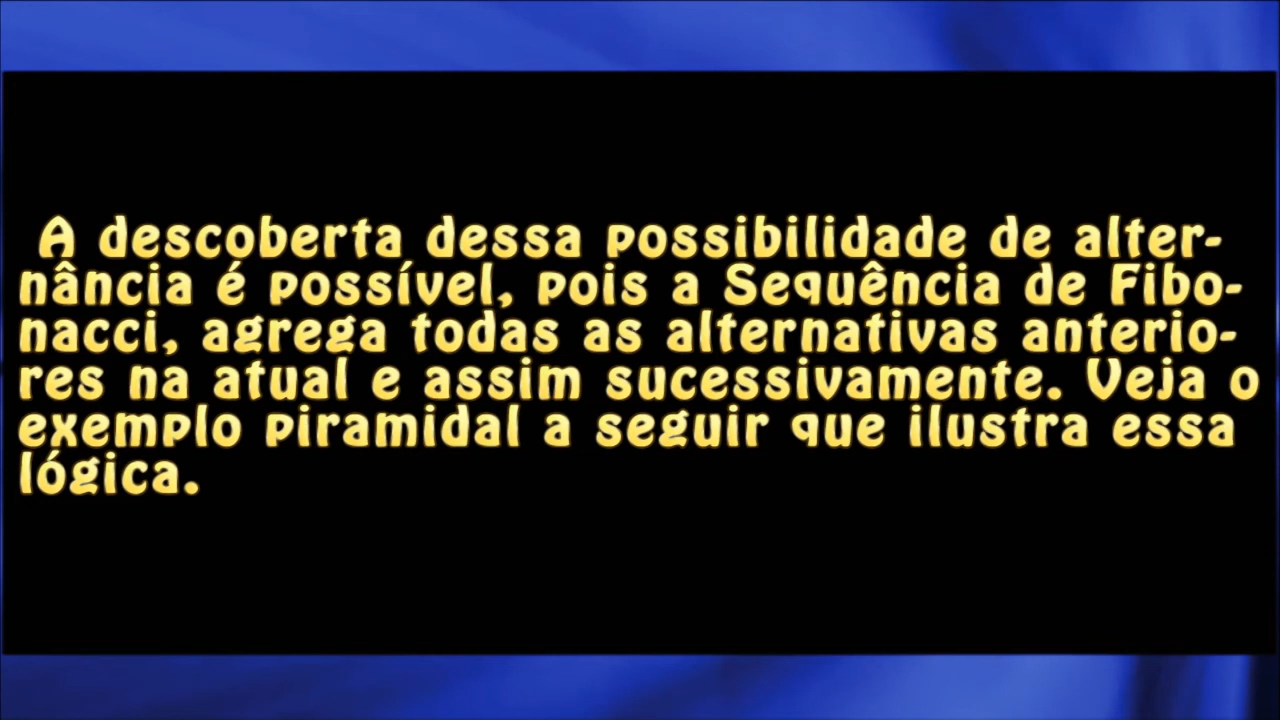 A descoberta dessa possibilidade de alter-
nância é possível, pois a Sequência de Fibo-
nacci, agrega todas as alternativas anterio-
res na atual e assim sucessivamente. Veja o
exemplo piramidal a seguir que ilustra essa
lógica.